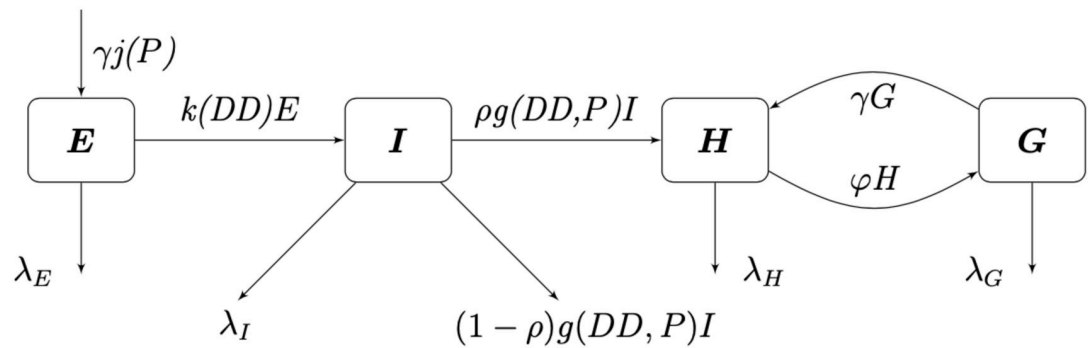 γj(P)
E
k(DD)E
I
ρg(DD,P)I
H
γG
φH
G
λ_E
λ_I
(1 − ρ)g(DD, P)I
λ_H
λ_G